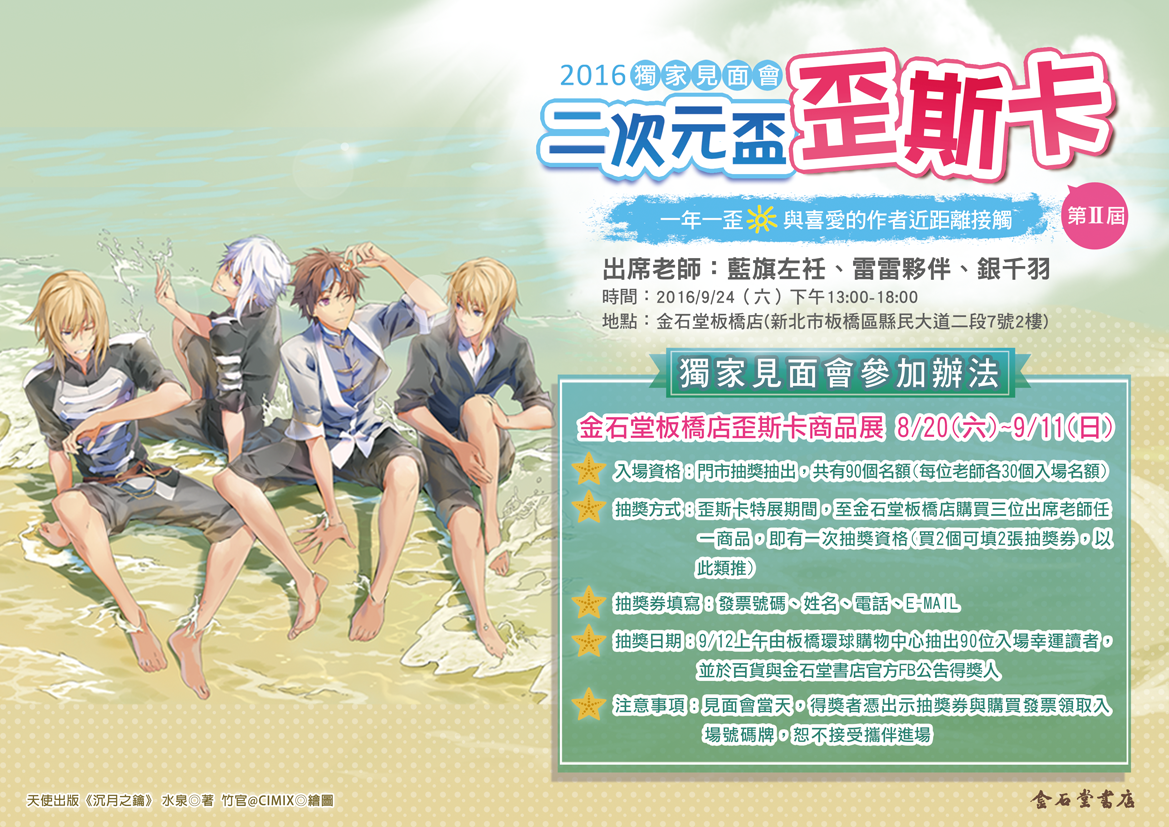 2016獨家見面會
二次元盃 歪斯卡
第II屆
一年一歪 與喜愛的作者近距離接觸
出席老師：藍旗左衽、雷雷夥伴、銀千羽
時間：2016/9/24（六）下午13:00-18:00
地點：金石堂板橋店(新北市板橋區縣民大道二段7號2樓)
獨家見面會參加辦法
金石堂板橋店歪斯卡商品展 8/20(六)~9/11(日)
入場資格：門市抽獎抽出，共有90個名額(每位老師各30個入場名額)
抽獎方式：歪斯卡特展期間，至金石堂板橋店購買三位出席老師任
一商品，即有一次抽獎資格(買2個可填2張抽獎券，以
此類推)
抽獎券填寫：發票號碼、姓名、電話、E-MAIL
抽獎日期：9/12上午由板橋環球購物中心抽出90位入場幸運讀者，
並於百貨與金石堂書店官方FB公告得獎人
注意事項：見面會當天，得獎者憑出示抽獎券與購買發票領取入
場號碼牌，恕不接受攜伴進場
天使出版《沉月之鑰》 水泉◎著 竹官@CIMIX◎繪圖
金石堂書店